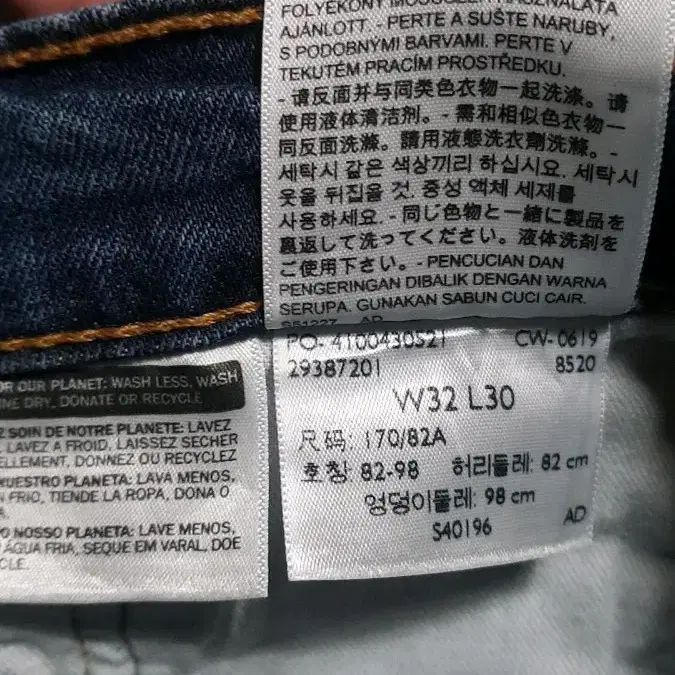 AJÁNLOTT. - PERTE A SUŠTE NARUBY,
S PODOBNÝMI BARVAMI. PERTE V
TEKUTÉM PRACÍM PROSTŘEDKU.
- 请反面并与同类色衣物一起洗涤。请
使用液体清洁剂。- 需和相似色衣物一
同反面洗滌。請用液態洗衣劑洗滌。-
세탁시 같은 색상끼리 하십시요. 세탁시
옷을 뒤집을 것. 중성 액체 세제를
사용하세요. - 同じ色物と一緒に製品を
裏返して洗ってください。液体洗剤を
ご使用下さい。- PENCUCIAN DAN
PENGERINGAN DIBALIK DENGAN WARNA
SERUPA. GUNAKAN SABUN CUCI CAIR.
PO- 4100430521 CW- 0619
29387201 8520
W32 L30
尺码: 170/82A
호칭: 82-98 허리둘레: 82 cm
엉덩이둘레: 98 cm
S40196 AD
OUR PLANET: WASH LESS, WASH
DRY, DONATE OR RECYCLE
SOIN DE NOTRE PLANETE: LAVEZ
LAVEZ A FROID, LAISSEZ SECHER
DONNEZ OU RECYCLEZ
NUESTRO PLANETA: LAVA MENOS,
FRIO, TIENDE LA ROPA, DONA O
NOSSO PLANETA: LAVE MENOS,
ÁGUA FRIA, SEQUE EM VARAL, DOE